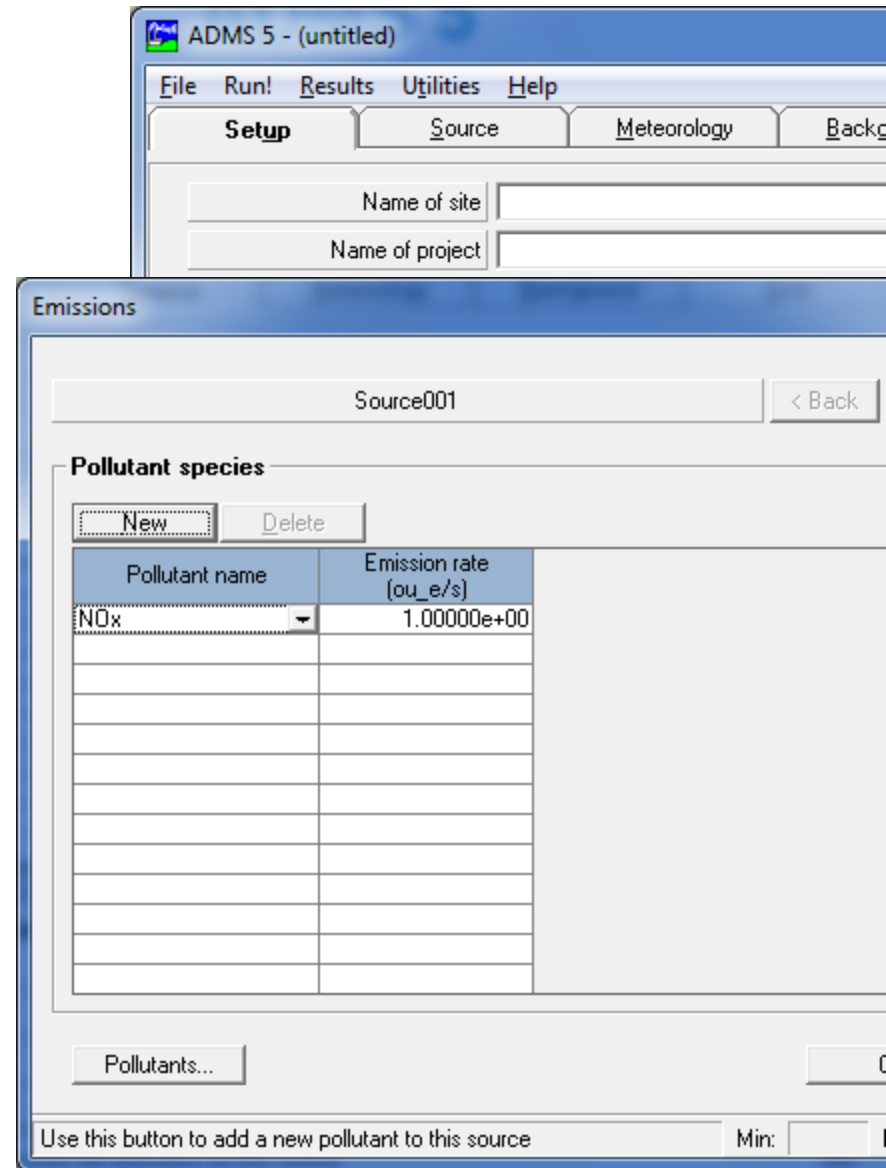 ADMS 5 - (untitled)
File Run! Results Utilities Help
Setup Source Meteorology Backg
Name of site
Name of project
Emissions
Source001 < Back
Pollutant species
New Delete
Pollutant name Emission rate
(ou_e/s)
NOx 1.00000e+00
Pollutants...
Use this button to add a new pollutant to this source Min: